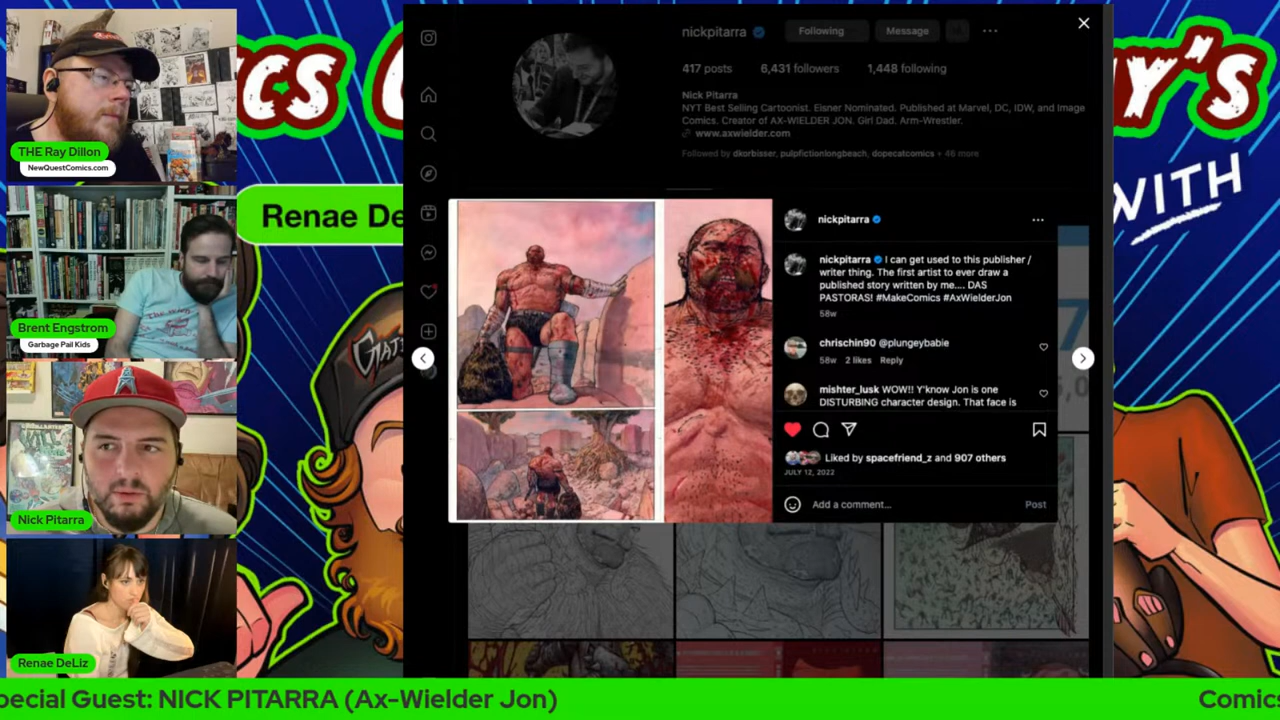 THE Ray Dillon
NewQuestComics.com
Brent Engstrom
Garbage Pail Kids
Nick Pitarra
Renae DeLiz
CS
Renae De
Y'S
WITH
nickpitarra
Following
Message
417 posts
6,431 followers
1,448 following
Nick Pitarra
NYT Best Selling Cartoonist. Eisner Nominated. Published at Marvel, DC, IDW, and Image
Comics. Creator of AX-WIELDER JON. Girl Dad. Arm-Wrestler.
www.axwielder.com
Followed by dkorbisser, pulpfictionlongbeach, dopecatcomics + 46 more
nickpitarra
nickpitarra I can get used to this publisher /
writer thing. The first artist to ever draw a
published story written by me.... DAS
PASTORAS! #MakeComics #AxWielderJon
58w
chrischin90 @plungeybabie
58w 2 likes Reply
mishter_lusk WOW!! Y'know Jon is one
DISTURBING character design. That face is
Liked by spacefriend_z and 907 others
JULY 12, 2022
Add a comment...
Post
pecial Guest: NICK PITARRA (Ax-Wielder Jon)
Comics